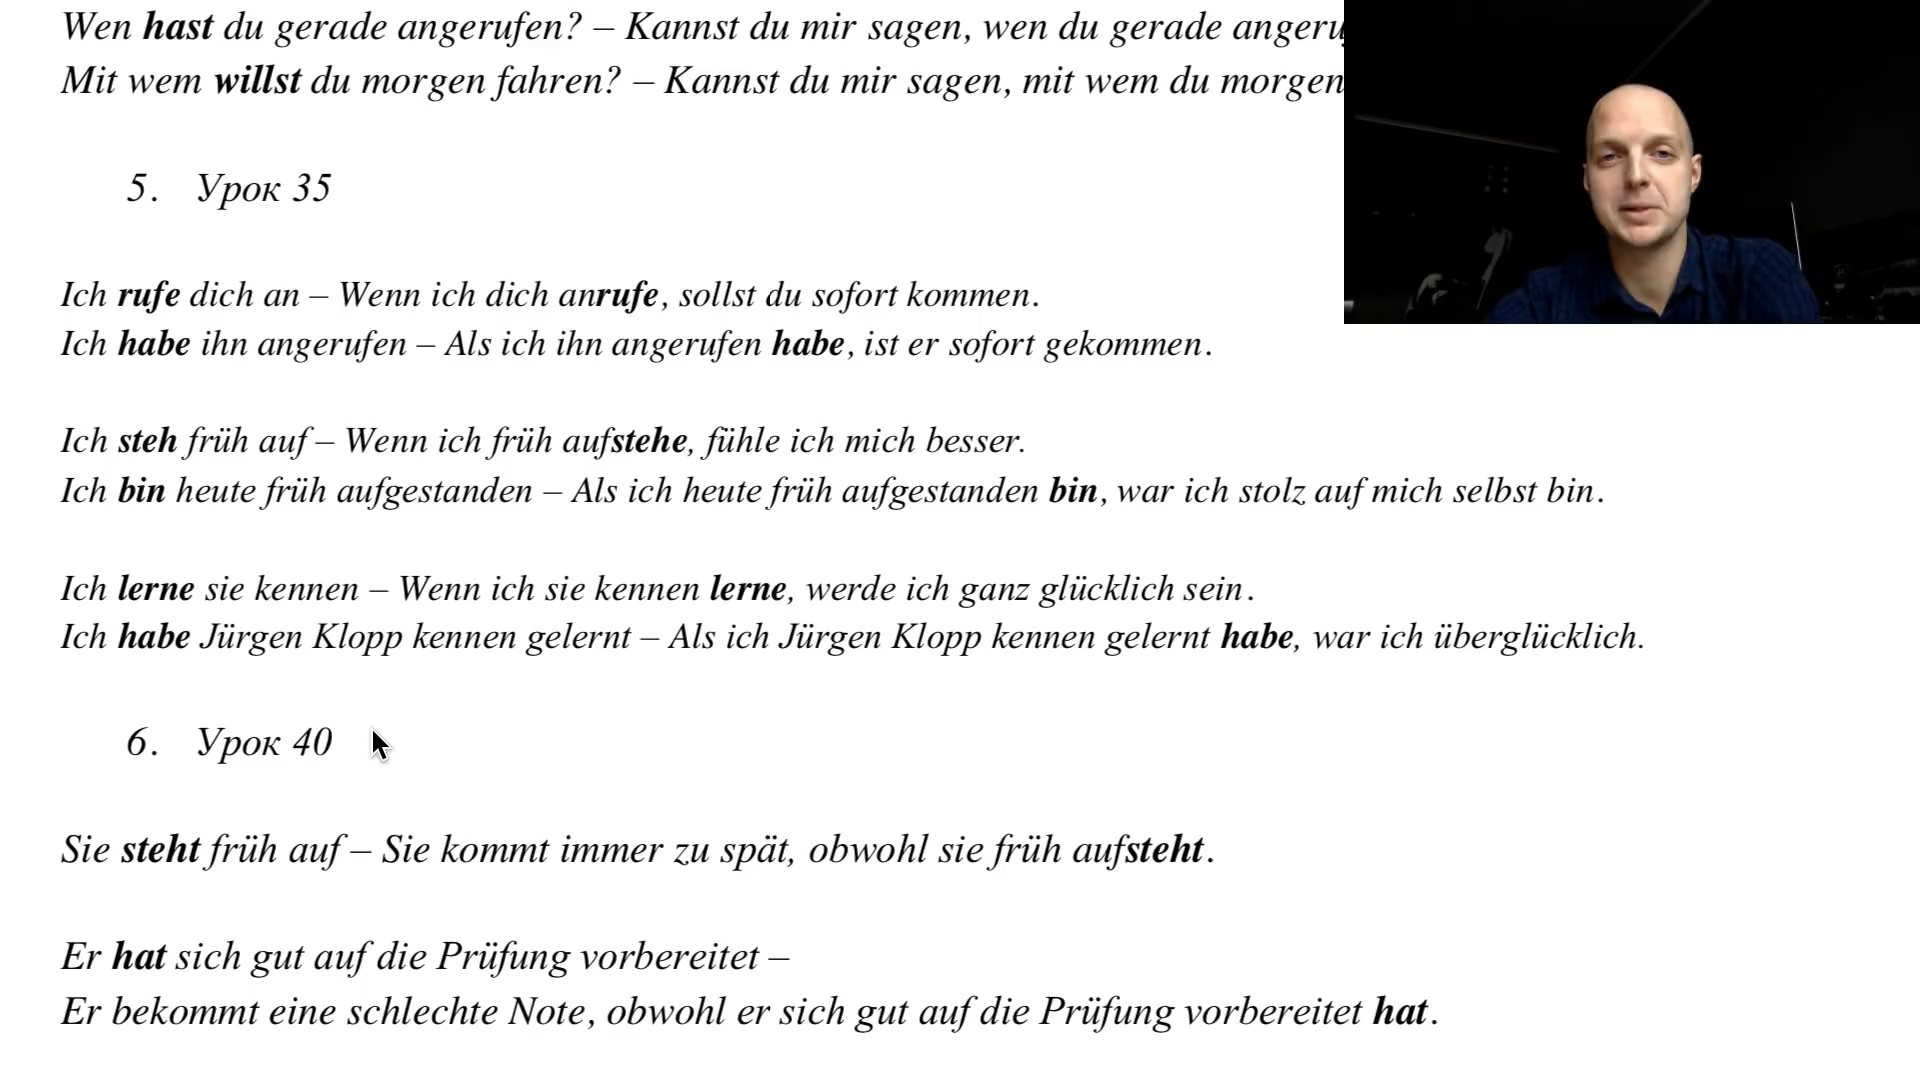 Wen hast du gerade angerufen? – Kannst du mir sagen, wen du gerade
Mit wem willst du morgen fahren? – Kannst du mir sagen, mit wem du morgen
5. Урок 35
Ich rufe dich an – Wenn ich dich anrufe, sollst du sofort kommen.
Ich habe ihn angerufen – Als ich ihn angerufen habe, ist er sofort gekommen.
Ich steh früh auf – Wenn ich früh aufstehe, fühle ich mich besser.
Ich bin heute früh aufgestanden – Als ich heute früh aufgestanden bin, war ich stolz auf mich selbst bin.
Ich lerne sie kennen – Wenn ich sie kennen lerne, werde ich ganz glücklich sein.
Ich habe Jürgen Klopp kennen gelernt – Als ich Jürgen Klopp kennen gelernt habe, war ich überglücklich.
6. Урок 40
Sie steht früh auf – Sie kommt immer zu spät, obwohl sie früh aufsteht.
Er hat sich gut auf die Prüfung vorbereitet –
Er bekommt eine schlechte Note, obwohl er sich gut auf die Prüfung vorbereitet hat.